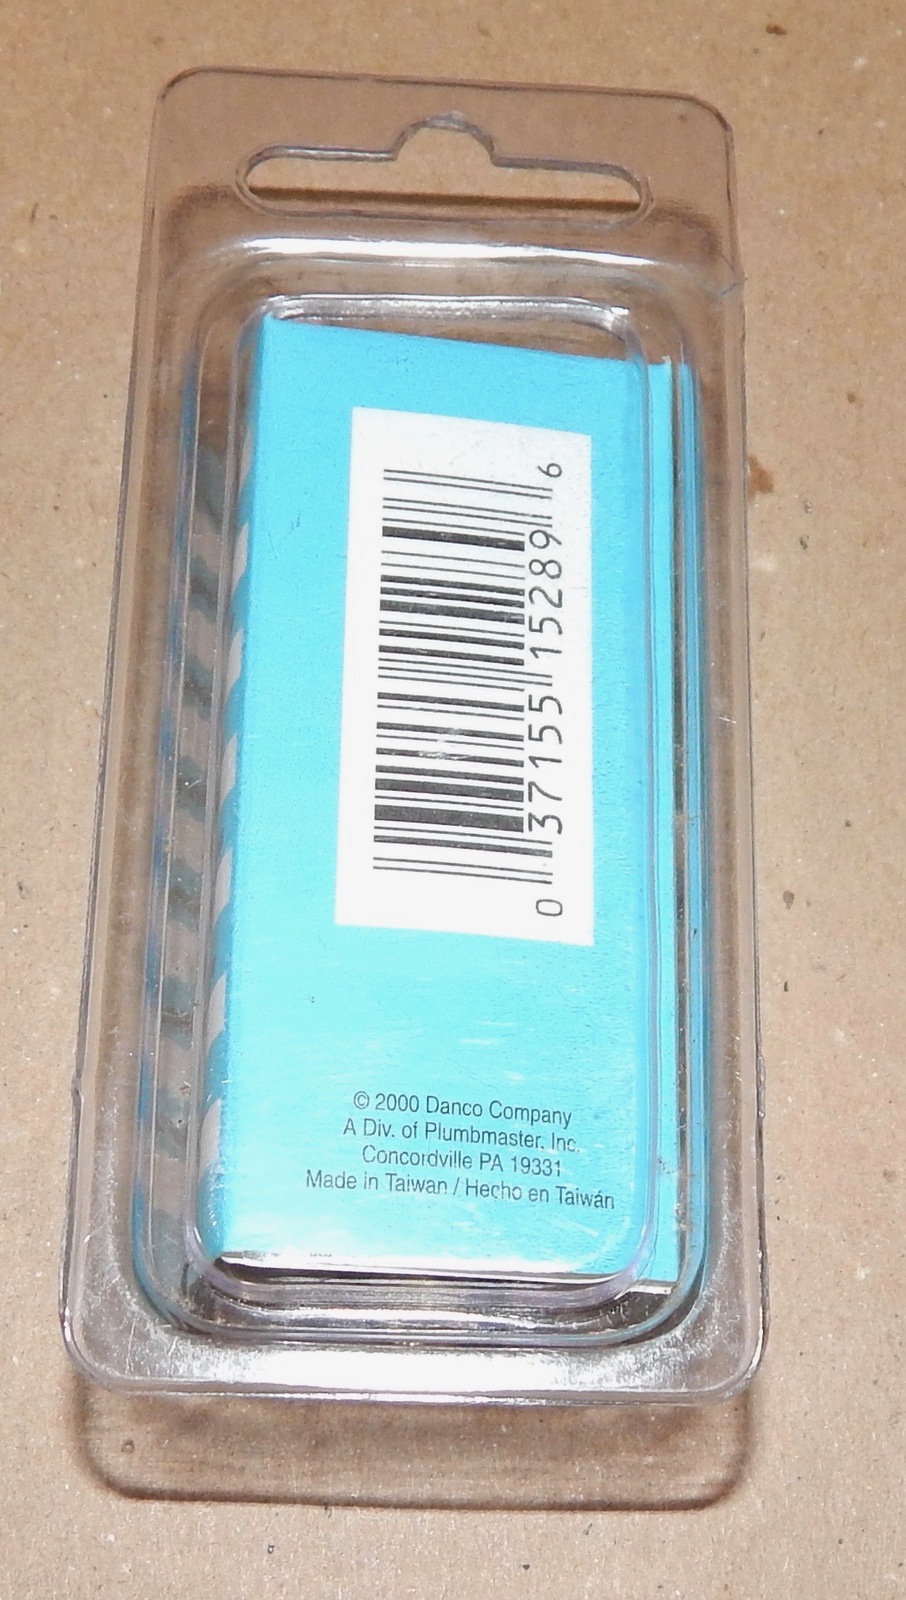 0 37155 15289 6
© 2000 Danco Company
A Div. of Plumbmaster, Inc.
Concordville PA 19331
Made in Taiwan / Hecho en Taiwán